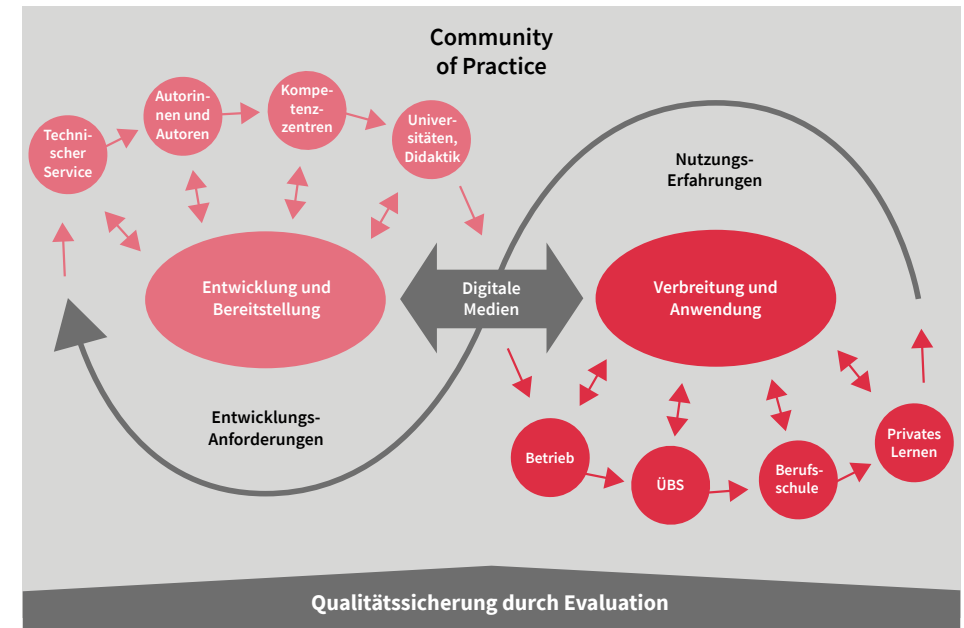 Community
of Practice
Techni-
scher
Service
Autorin-
nen und
Autoren
Kompe-
tenz-
zentren
Univer-
sitäten,
Didaktik
Nutzungs-
Erfahrungen
Entwicklung und
Bereitstellung
Digitale
Medien
Verbreitung und
Anwendung
Entwicklungs-
Anforderungen
Betrieb
ÜBS
Berufs-
schule
Privates
Lernen
Qualitätssicherung durch Evaluation